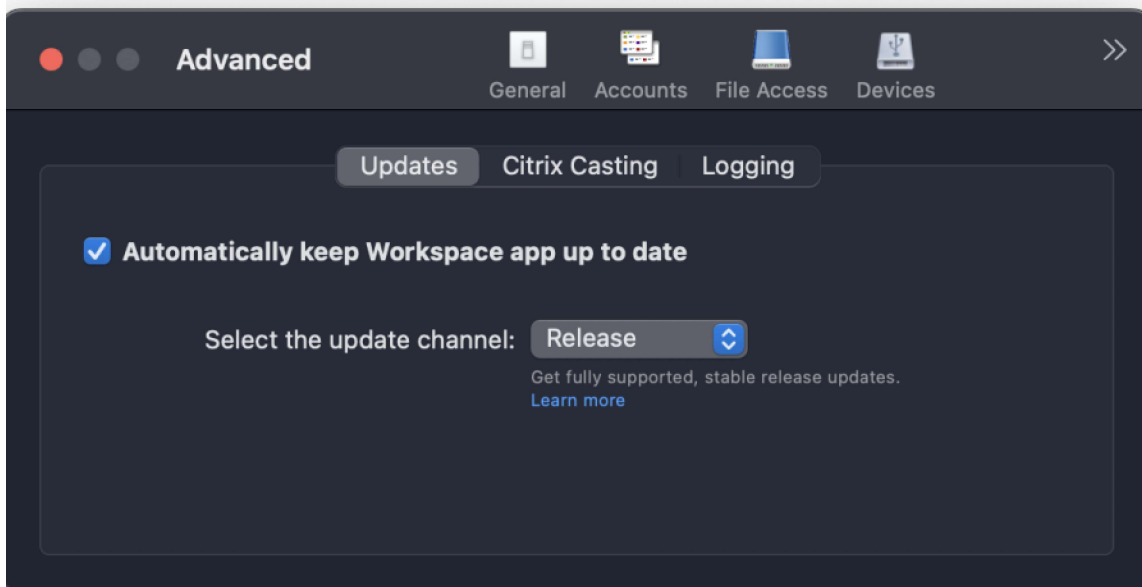 Advanced
General Accounts File Access Devices
Updates Citrix Casting Logging
Automatically keep Workspace app up to date
Select the update channel: Release
Get fully supported, stable release updates.
Learn more